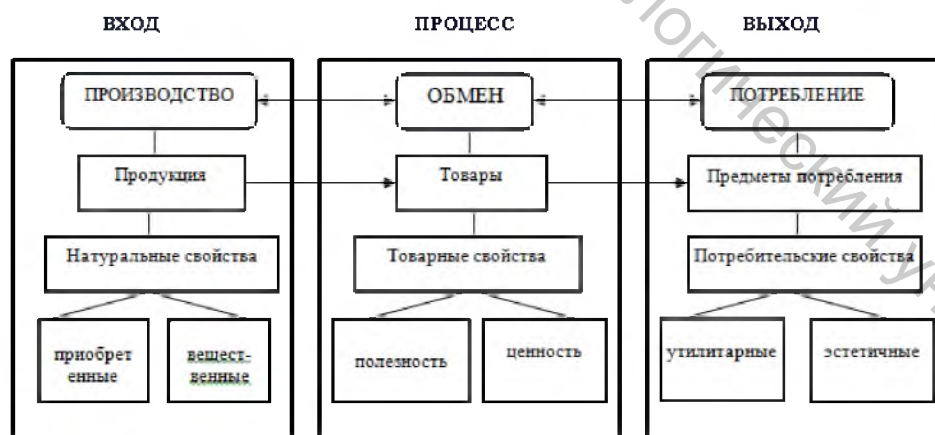 ВХОД
ПРОЦЕСС
ВЫХОД
ПРОИЗВОДСТВО
ОБМЕН
ПОТРЕБЛЕНИЕ
Продукция
Товары
Предметы потребления
Натуральные свойства
Товарные свойства
Потребительские свойства
приобрет
енные
вещест-
венные
полезность
ценность
утилитарные
эстетичные